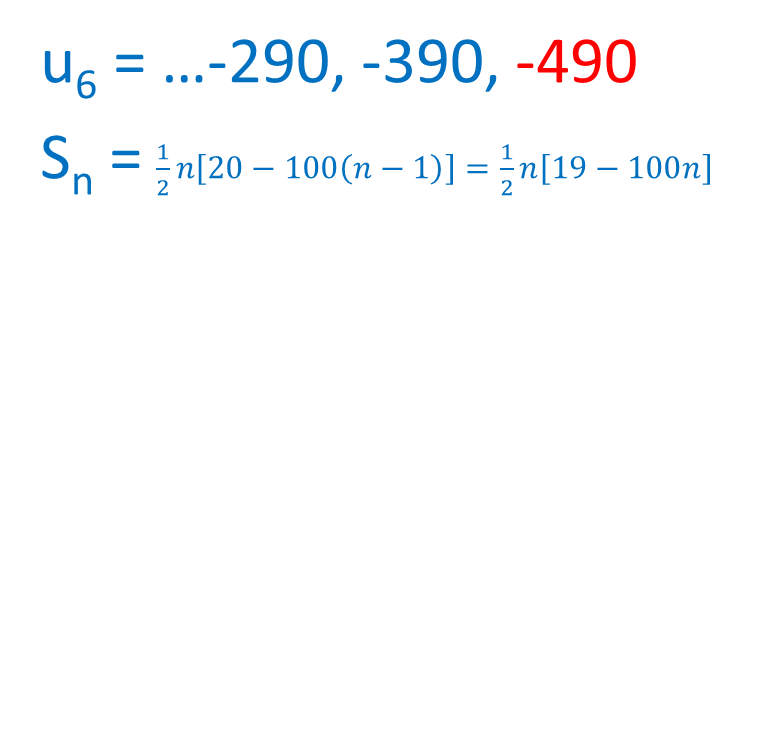 u₆ = ...-290, -390, -490
Sₙ = ½n[20 − 100(n − 1)] = ½n[19 − 100n]